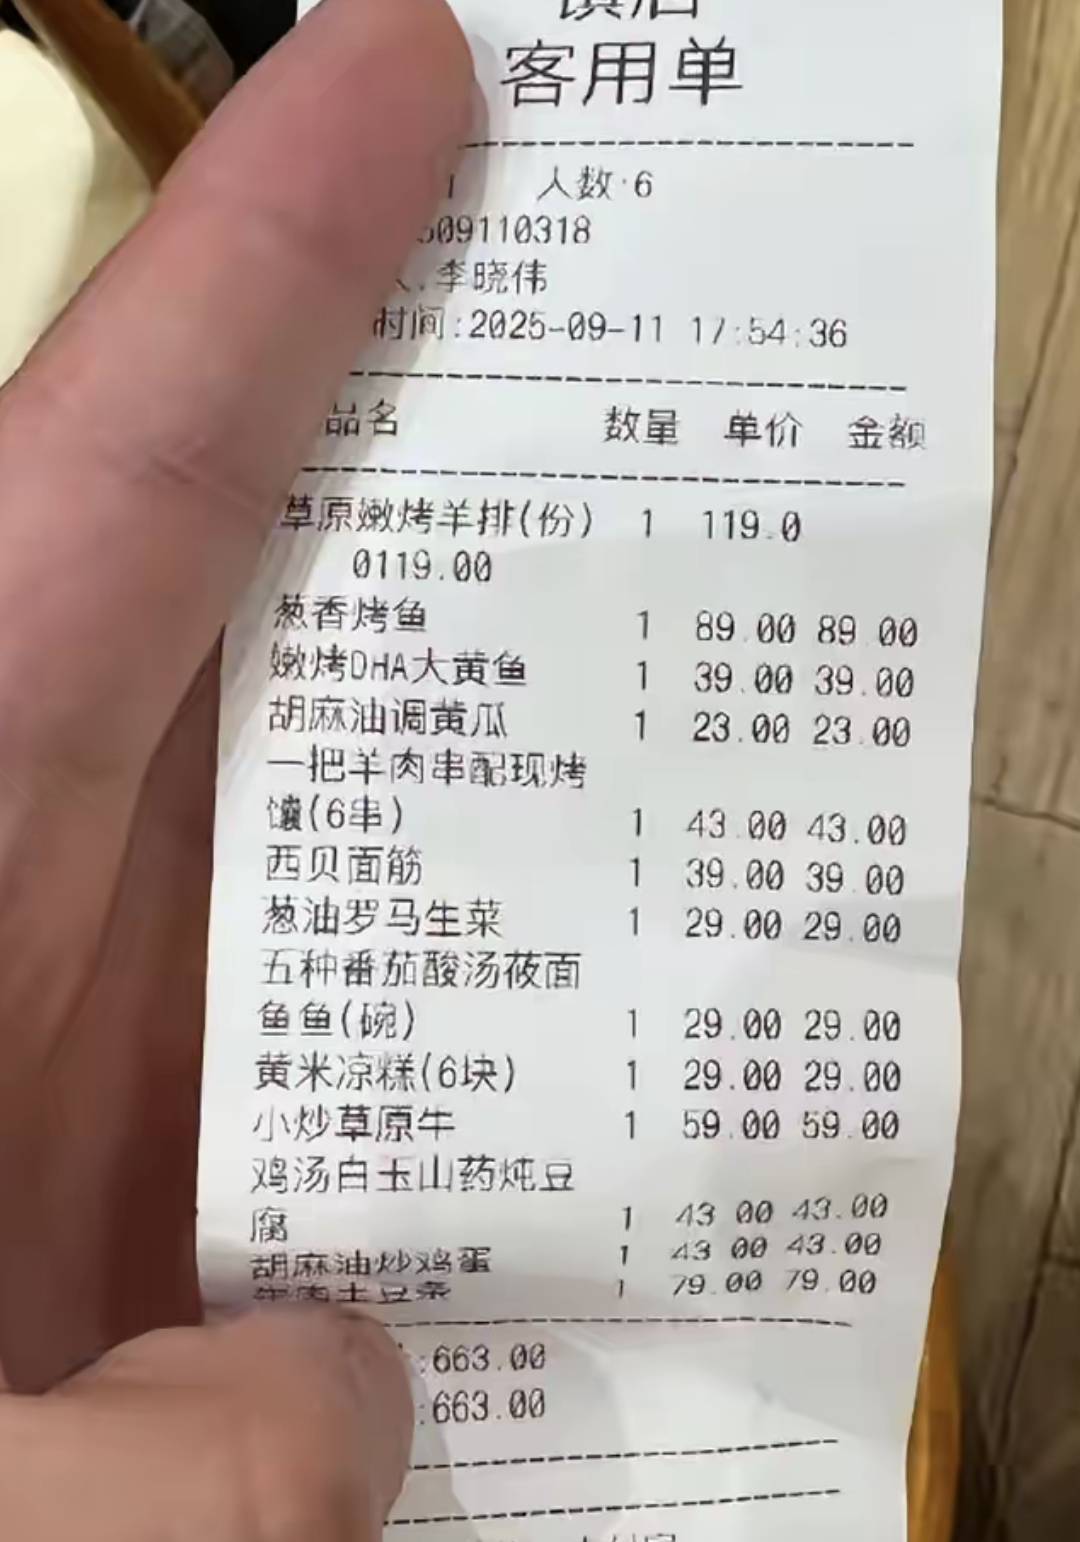 客用单
人数:6
509110318
李晓伟
时间:2025-09-11 17:54:36
品名 数量 单价 金额
草原嫩烤羊排(份) 1 119.0
0119.00
葱香烤鱼 1 89.00 89.00
嫩烤DHA大黄鱼 1 39.00 39.00
胡麻油调黄瓜 1 23.00 23.00
一把羊肉串配现烤
馕(6串) 1 43.00 43.00
西贝面筋 1 39.00 39.00
葱油罗马生菜 1 29.00 29.00
五种番茄酸汤莜面
鱼鱼(碗) 1 29.00 29.00
黄米凉糕(6块) 1 29.00 29.00
小炒草原牛 1 59.00 59.00
鸡汤白玉山药炖豆
腐 1 43 00 43.00
胡麻油炒鸡蛋 1 43 00 43.00
土豆条 1 79.00 79.00
:663.00
:663.00